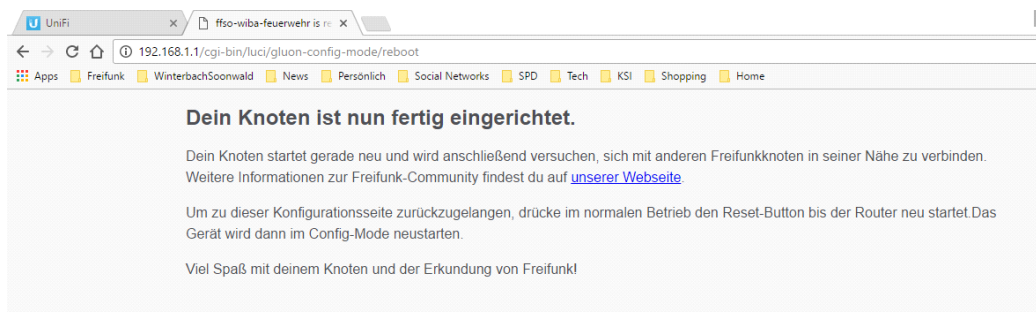 UniFi
ffso-wiba-feuerwehr is re
192.168.1.1/cgi-bin/luci/gluon-config-mode/reboot
Apps Freifunk WinterbachSoonwald News Persönlich Social Networks SPD Tech KSI Shopping Home
Dein Knoten ist nun fertig eingerichtet.
Dein Knoten startet gerade neu und wird anschließend versuchen, sich mit anderen Freifunkknoten in seiner Nähe zu verbinden.
Weitere Informationen zur Freifunk-Community findest du auf unserer Webseite.
Um zu dieser Konfigurationsseite zurückzugelangen, drücke im normalen Betrieb den Reset-Button bis der Router neu startet.Das
Gerät wird dann im Config-Mode neustarten.
Viel Spaß mit deinem Knoten und der Erkundung von Freifunk!